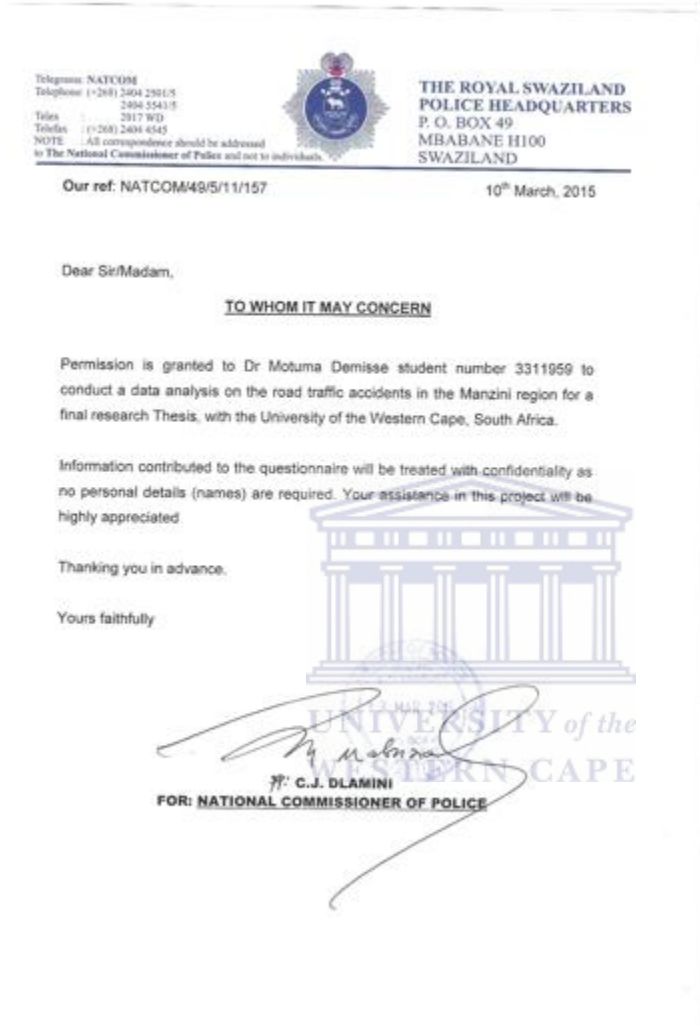 Telegrams: NATCOM
Telephone: (+268) 2404 2501/5
2404 5541/5
Telex : 2017 WD
Telefax : (+268) 2404 4545
NOTE : All correspondence should be addressed
to The National Commissioner of Police and not to individuals.
THE ROYAL SWAZILAND
POLICE HEADQUARTERS
P. O. BOX 49
MBABANE H100
SWAZILAND
Our ref: NATCOM/49/5/11/157
10th March, 2015
Dear Sir/Madam,
TO WHOM IT MAY CONCERN
Permission is granted to Dr Motuma Demisse student number 3311959 to
conduct a data analysis on the road traffic accidents in the Manzini region for a
final research Thesis, with the University of the Western Cape, South Africa.
Information contributed to the questionnaire will be treated with confidentiality as
no personal details (names) are required. Your assistance in this project will be
highly appreciated
Thanking you in advance.
Yours faithfully
UNIVERSITY of the
WESTERN CAPE
PP: C.J. DLAMINI
FOR: NATIONAL COMMISSIONER OF POLICE